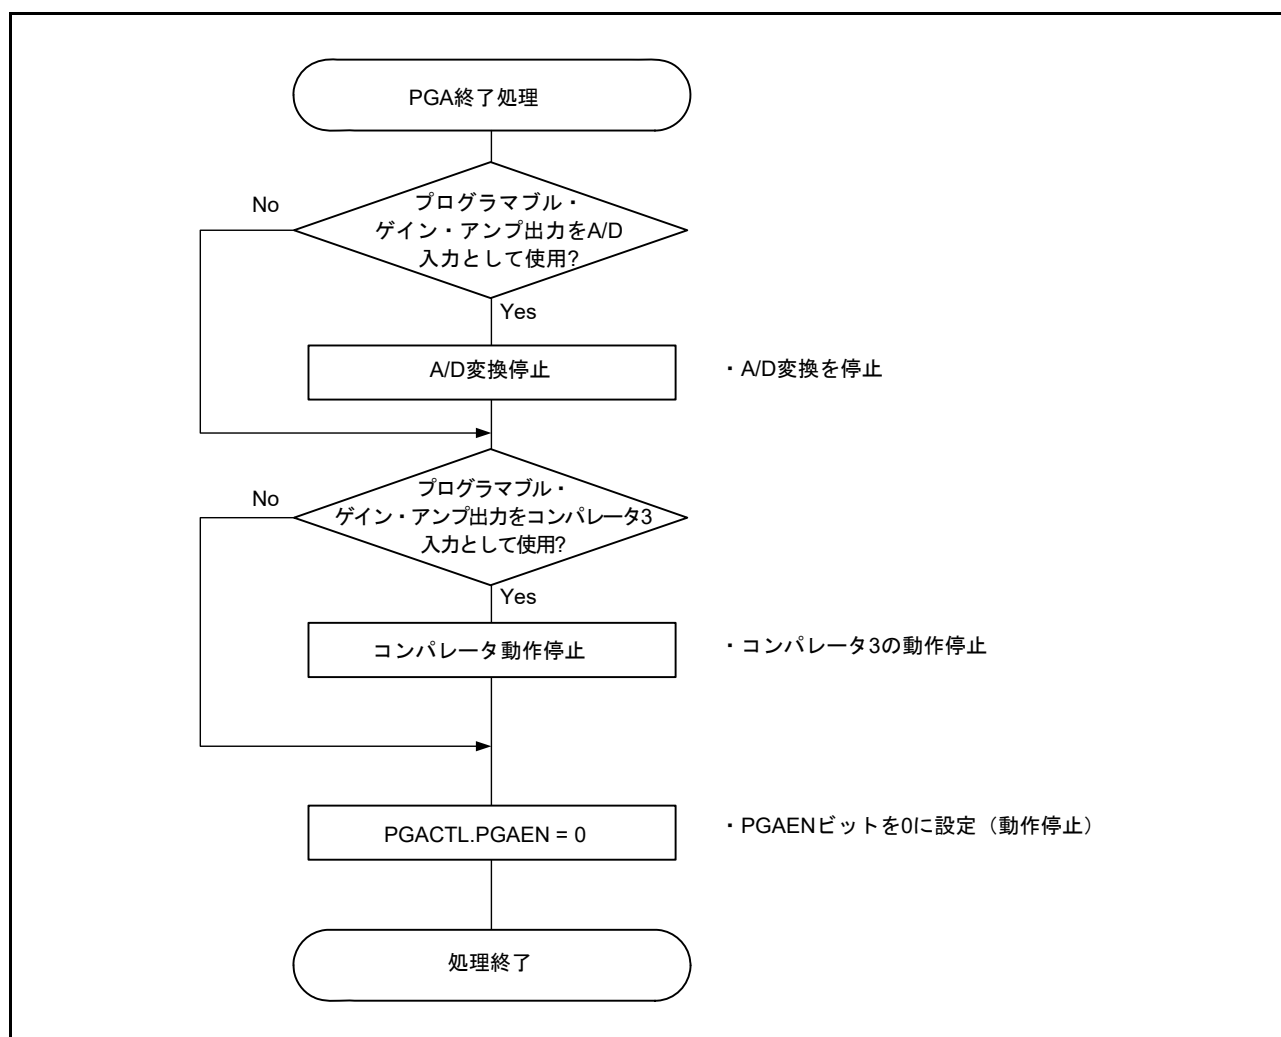 PGA終了処理
プログラマブル・
ゲイン・アンプ出力をA/D
入力として使用?
No
Yes
A/D変換停止
・A/D変換を停止
プログラマブル・
ゲイン・アンプ出力をコンパレータ3
入力として使用?
No
Yes
コンパレータ動作停止
・コンパレータ3の動作停止
PGACTL.PGAEN = 0
・PGAENビットを0に設定（動作停止）
処理終了